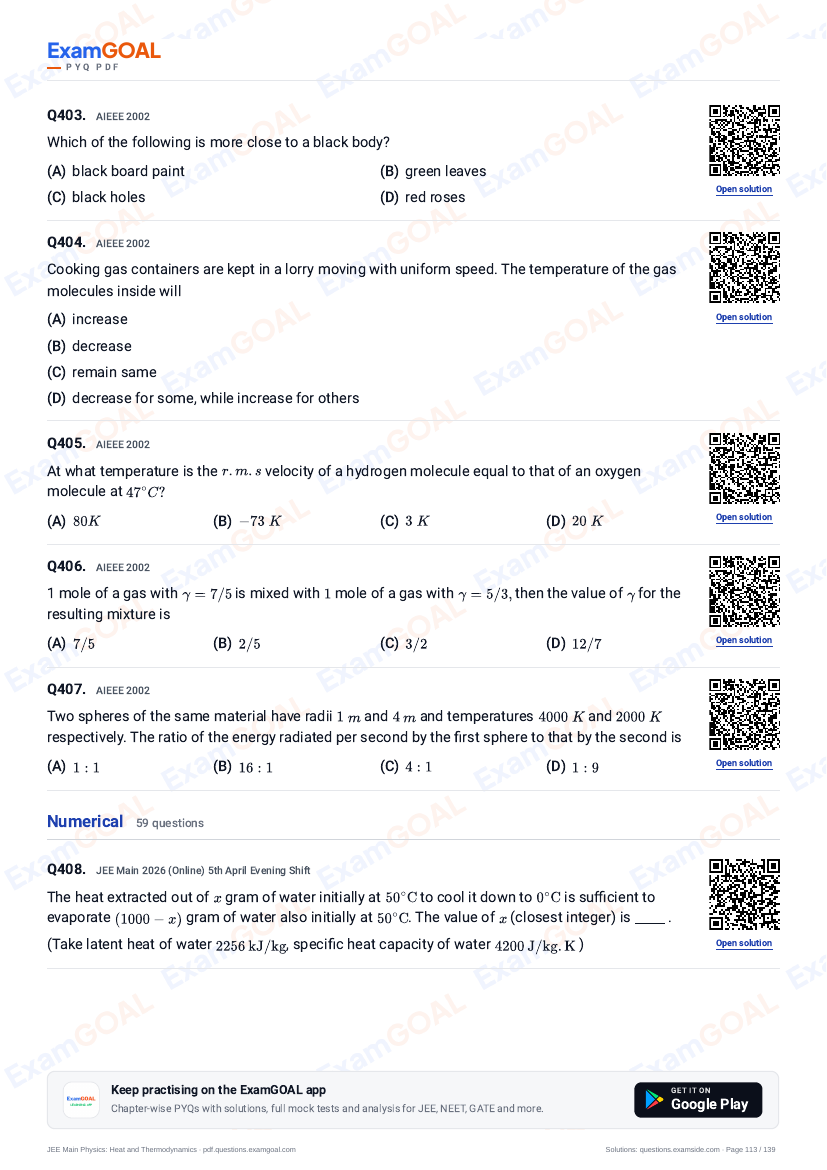 ExamGOAL
PYQ PDF
Q403. AIEEE 2002
Which of the following is more close to a black body?
(A) black board paint
(B) green leaves
(C) black holes
(D) red roses
Open solution
Q404. AIEEE 2002
Cooking gas containers are kept in a lorry moving with uniform speed. The temperature of the gas
molecules inside will
(A) increase
(B) decrease
(C) remain same
(D) decrease for some, while increase for others
Open solution
Q405. AIEEE 2002
At what temperature is the r.m.s velocity of a hydrogen molecule equal to that of an oxygen
molecule at 47°C?
(A) 80K
(B) −73 K
(C) 3 K
(D) 20 K
Open solution
Q406. AIEEE 2002
1 mole of a gas with γ = 7/5 is mixed with 1 mole of a gas with γ = 5/3, then the value of γ for the
resulting mixture is
(A) 7/5
(B) 2/5
(C) 3/2
(D) 12/7
Open solution
Q407. AIEEE 2002
Two spheres of the same material have radii 1 m and 4 m and temperatures 4000 K and 2000 K
respectively. The ratio of the energy radiated per second by the first sphere to that by the second is
(A) 1 : 1
(B) 16 : 1
(C) 4 : 1
(D) 1 : 9
Open solution
Numerical 59 questions
Q408. JEE Main 2026 (Online) 5th April Evening Shift
The heat extracted out of x gram of water initially at 50°C to cool it down to 0°C is sufficient to
evaporate (1000 − x) gram of water also initially at 50°C. The value of x (closest integer) is ____ .
(Take latent heat of water 2256 kJ/kg, specific heat capacity of water 4200 J/kg. K )
Open solution
ExamGOAL
Keep practising on the ExamGOAL app
Chapter-wise PYQs with solutions, full mock tests and analysis for JEE, NEET, GATE and more.
GET IT ON
Google Play
JEE Main Physics: Heat and Thermodynamics · pdf.questions.examgoal.com
Solutions: questions.examside.com · Page 113 / 139